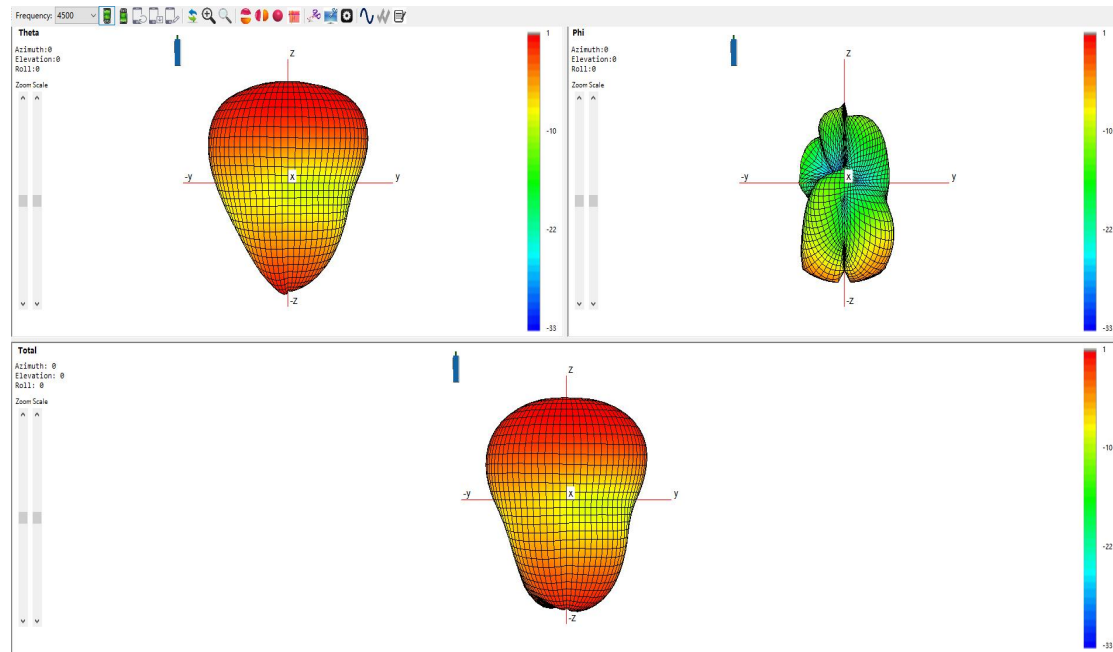 Frequency: 4500
Theta
Azimuth:0
Elevation:0
Roll:0
Zoom Scale
Z
-y
X
y
-Z
1
-10
-22
-33
Phi
Azimuth:0
Elevation:0
Roll:0
Zoom Scale
Z
-y
X
y
-Z
1
-10
-22
-33
Total
Azimuth: 0
Elevation: 0
Roll: 0
Zoom Scale
Z
-y
X
y
-Z
1
-10
-22
-33